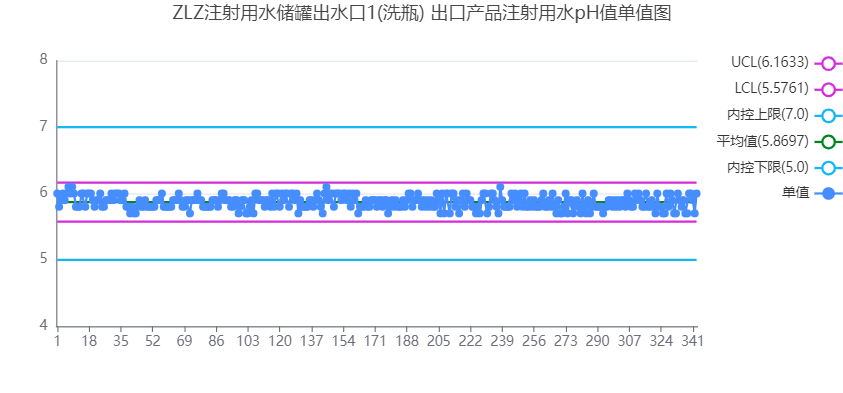 ZLZ注射用水储罐出水口1(洗瓶) 出口产品注射用水pH值单值图
8
7
6
5
4
1 18 35 52 69 86 103 120 137 154 171 188 205 222 239 256 273 290 307 324 341
UCL(6.1633)
LCL(5.5761)
内控上限(7.0)
平均值(5.8697)
内控下限(5.0)
单值